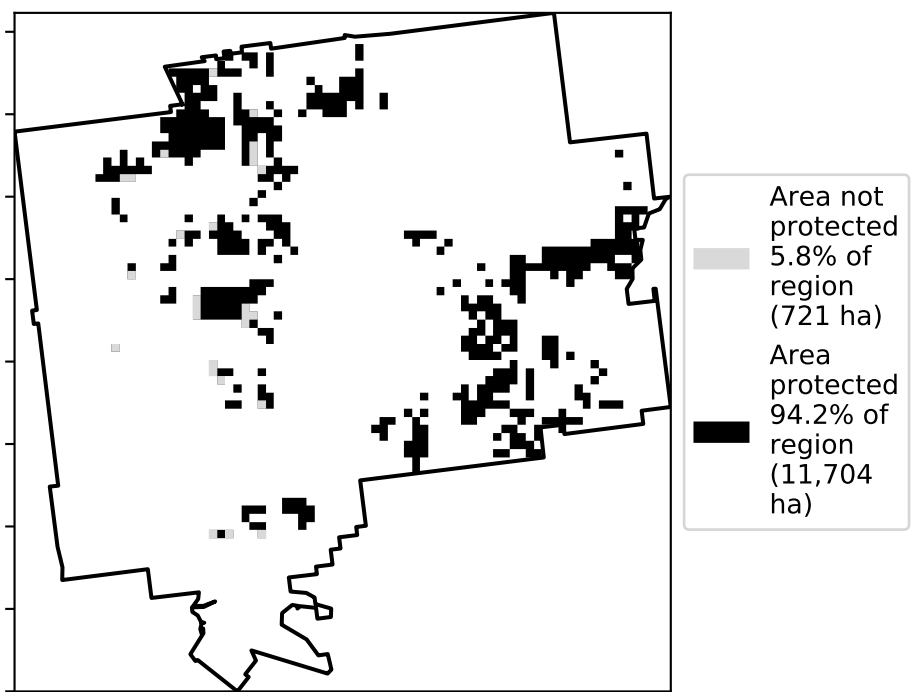 Area not
protected
5.8% of
region
(721 ha)
Area
protected
94.2% of
region
(11,704
ha)